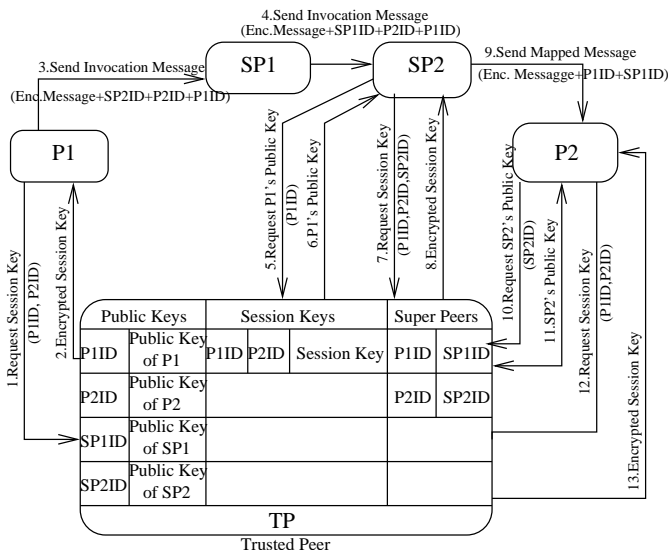 4.Send Invocation Message
(Enc.Message+SP1ID+P2ID+P1ID)
3.Send Invocation Message
(Enc.Message+SP2ID+P2ID+P1ID)
9.Send Mapped Message
(Enc. Messagge+P1ID+SP1ID)
SP1
SP2
P1
P2
1.Request Session Key
(P1ID, P2ID)
2.Encrypted Session Key
5.Request P1's Public Key
(P1ID)
6.P1's Public Key
7.Request Session Key
(P1ID,P2ID,SP2ID)
8.Encrypted Session Key
10.Request SP2's Public Key
(SP2ID)
11.SP2's Public Key
12.Request Session Key
(P1ID,P2ID)
13.Encrypted Session Key
Public Keys
Session Keys
Super Peers
P1ID
Public Key
of P1
P1ID
P2ID
Session Key
P1ID
SP1ID
P2ID
Public Key
of P2
P2ID
SP2ID
SP1ID
Public Key
of SP1
SP2ID
Public Key
of SP2
TP
Trusted Peer